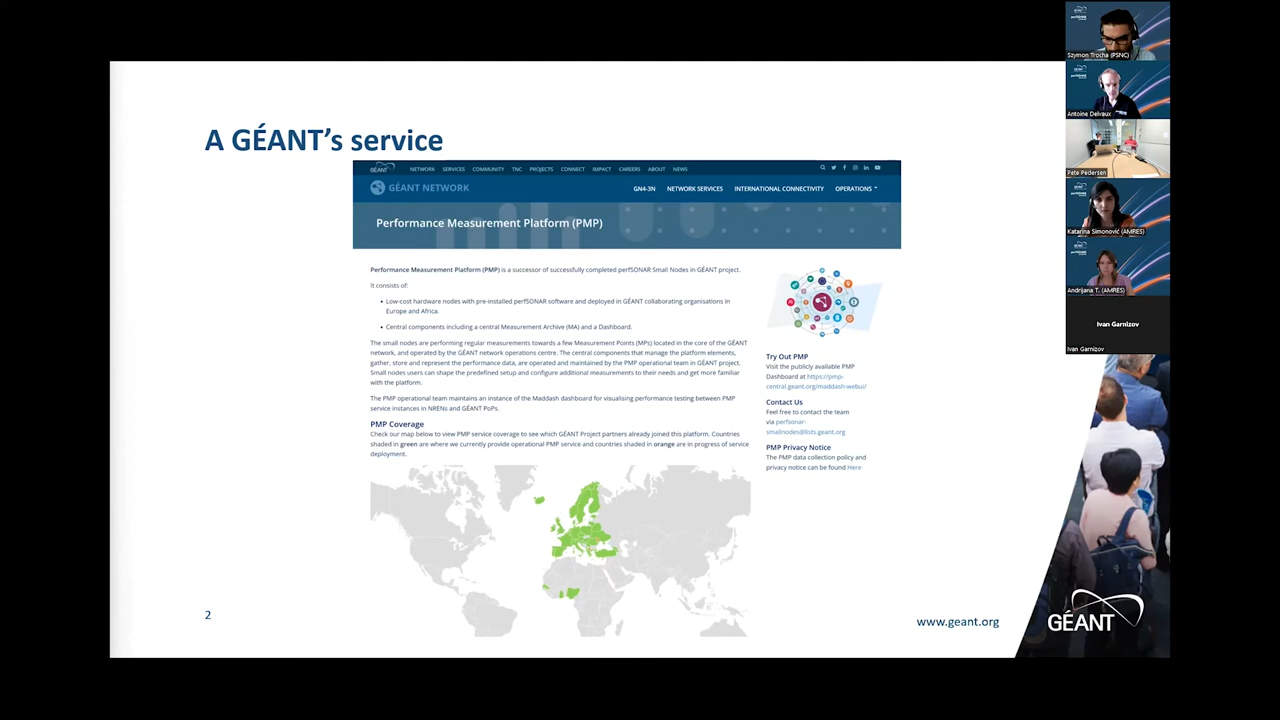 A GÉANT's service
GÉANT
NETWORK SERVICES COMMUNITY TNC PROJECTS CONNECT IMPACT CAREERS ABOUT NEWS
GÉANT NETWORK
GN4-3N NETWORK SERVICES INTERNATIONAL CONNECTIVITY OPERATIONS
Performance Measurement Platform (PMP)
Performance Measurement Platform (PMP) is a successor of successfully completed perfSONAR Small Nodes in GÉANT project.
It consists of:
• Low-cost hardware nodes with pre-installed perfSONAR software and deployed in GÉANT collaborating organisations in
Europe and Africa.
• Central components including a central Measurement Archive (MA) and a Dashboard.
The small nodes are performing regular measurements towards a few Measurement Points (MPs) located in the core of the GÉANT
network, and operated by the GÉANT network operations centre. The central components that manage the platform elements,
gather, store and represent the performance data, are operated and maintained by the PMP operational team in GÉANT project.
Small nodes users can shape the predefined setup and configure additional measurements to their needs and get more familiar
with the platform.
The PMP operational team maintains an instance of the Maddash dashboard for visualising performance testing between PMP
service instances in NRENs and GÉANT PoPs.
PMP Coverage
Check our map below to view PMP service coverage to see which GÉANT Project partners already joined this platform. Countries
shaded in green are where we currently provide operational PMP service and countries shaded in orange are in progress of service
deployment.
Try Out PMP
Visit the publicly available PMP
Dashboard at https://pmp-
central.geant.org/maddash-webui/
Contact Us
Feel free to contact the team
via perfsonar-
smallnodes@lists.geant.org
PMP Privacy Notice
The PMP data collection policy and
privacy notice can be found Here
2
www.geant.org
GÉANT
Szymon Trocha (PSNC)
Antoine Delvaux
Pete Pedersen
Katarina Simonović (AMRES)
Andrijana T. (AMRES)
Ivan Garnizov
Ivan Garnizov